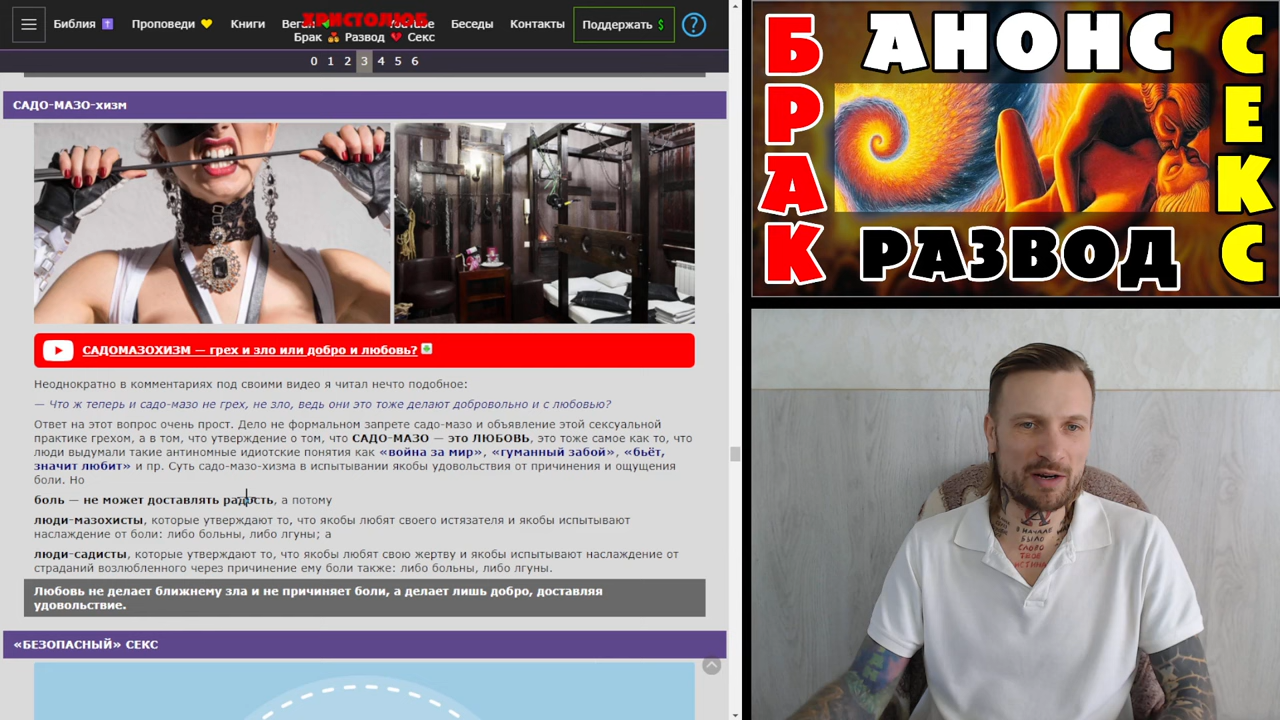 Библия Проповеди Книги Веган YouTube Беседы Контакты Поддержать $ ?
ХРИСТОЛЮБ
Брак Развод Секс
0 1 2 3 4 5 6
САДО-МАЗО-хизм
САДОМАЗОХИЗМ — грех и зло или добро и любовь?
Неоднократно в комментариях под своими видео я читал нечто подобное:
— Что ж теперь и садо-мазо не грех, не зло, ведь они это тоже делают добровольно и с любовью?
Ответ на этот вопрос очень прост. Дело не формальном запрете садо-мазо и объявление этой сексуальной
практике грехом, а в том, что утверждение о том, что САДО-МАЗО — это ЛЮБОВЬ, это тоже самое как то, что
люди выдумали такие антиномные идиотские понятия как «война за мир», «гуманный забой», «бьёт,
значит любит» и пр. Суть садо-мазо-хизма в испытывании якобы удовольствия от причинения и ощущения
боли. Но
боль — не может доставлять радость, а потому
люди-мазохисты, которые утверждают то, что якобы любят своего истязателя и якобы испытывают
наслаждение от боли: либо больны, либо лгуны; а
люди-садисты, которые утверждают то, что якобы любят свою жертву и якобы испытывают наслаждение от
страданий возлюбленного через причинение ему боли также: либо больны, либо лгуны.
Любовь не делает ближнему зла и не причиняет боли, а делает лишь добро, доставляя
удовольствие.
«БЕЗОПАСНЫЙ» СЕКС
БРАК
АНОНС
СЕКС
РАЗВОД
В НАЧАЛЕ
БЫЛО
СЛОВО
ТВОЕ
ИСТИНА